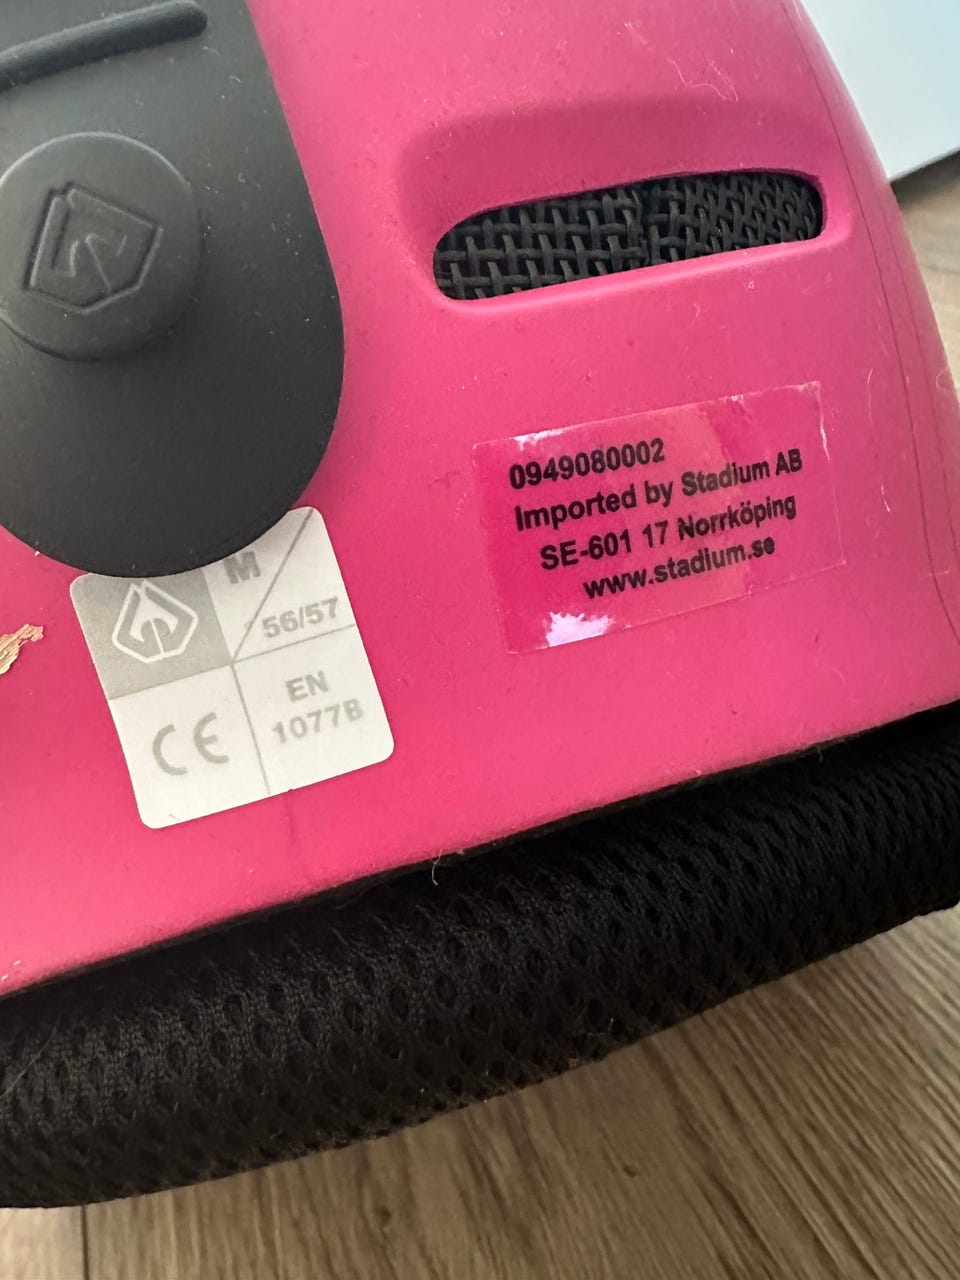 0949080002
Imported by Stadium AB
SE-601 17 Norrköping
www.stadium.se
M
56/57
CE
EN
1077B